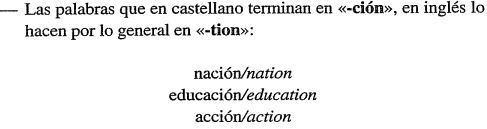 — Las palabras que en castellano terminan en «-ción», en inglés lo
hacen por lo general en «-tion»:
nación/nation
educación/education
acción/action